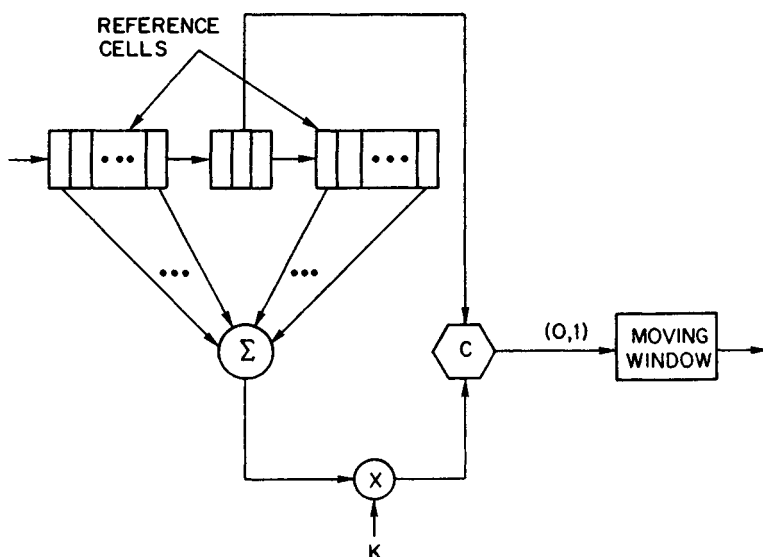 REFERENCE
CELLS
Σ
C
(0,1)
MOVING
WINDOW
X
K